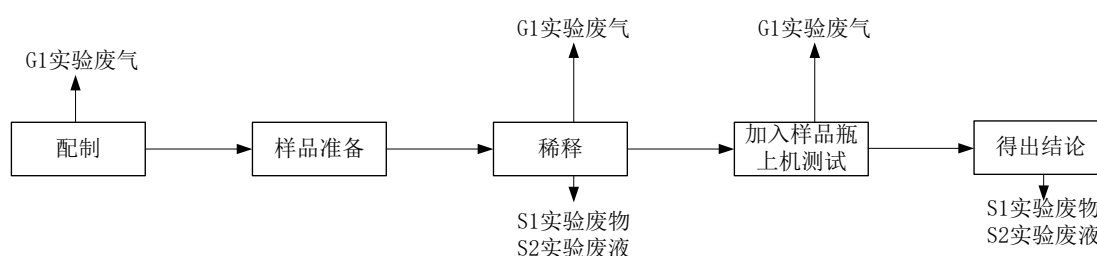 G1实验废气
G1实验废气
G1实验废气
配制
样品准备
稀释
加入样品瓶
上机测试
得出结论
S1实验废物
S2实验废液
S1实验废物
S2实验废液